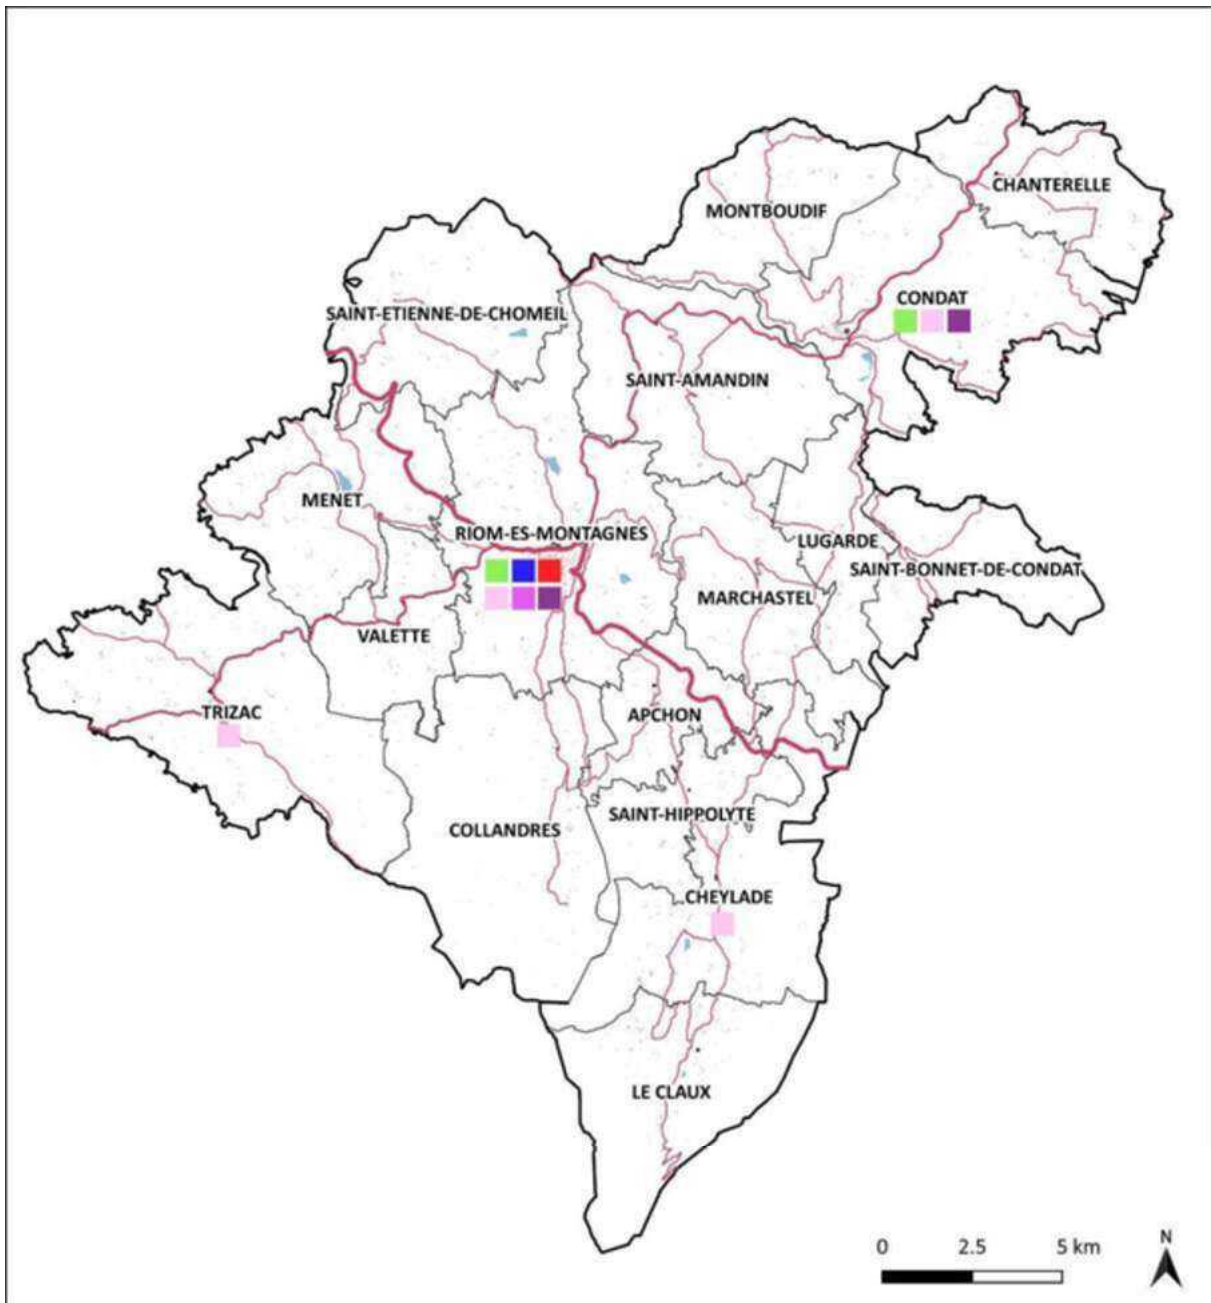 CHANTERELLE
MONTBOUDIF
CONDAT
SAINT-ETIENNE-DE-CHOMEIL
SAINT-AMANDIN
MENET
RIOM-ES-MONTAGNES
LUGARDE
SAINT-BONNET-DE-CONDAT
MARCHASTEL
VALETTE
TRIZAC
APCHON
SAINT-HIPPOLYTE
COLLANDRES
CHEYLADE
LE CLAUX
N
0 2.5 5 km